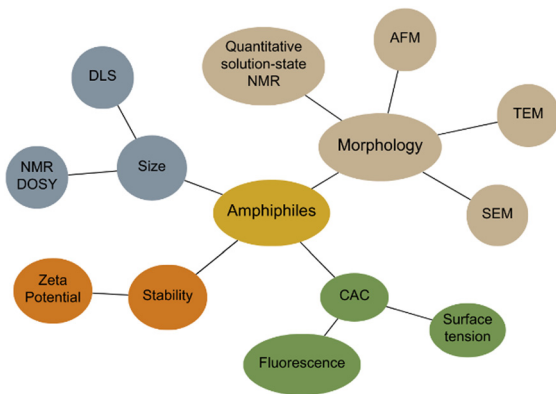 Quantitative
solution-state
NMR
AFM
DLS
TEM
Morphology
NMR
DOSY
Size
Amphiphiles
SEM
Zeta
Potential
Stability
CAC
Surface
tension
Fluorescence